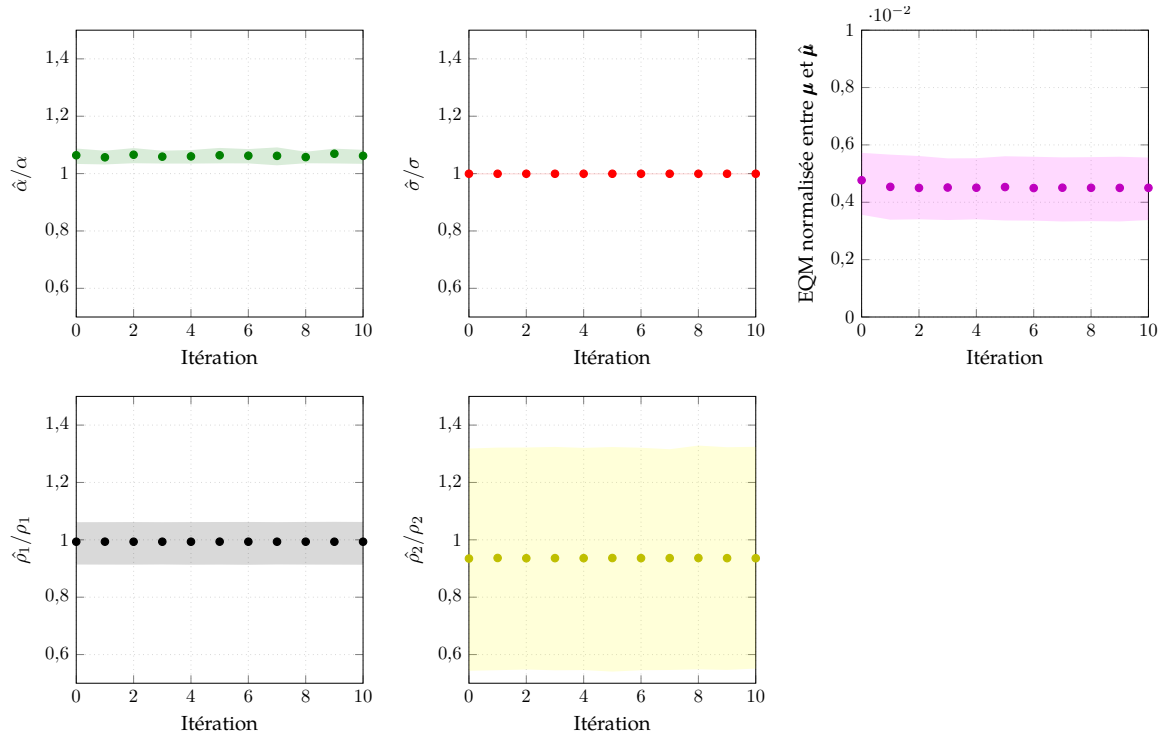 1,4
1,2
1
0,8
0,6
0 2 4 6 8 10
Itération
α̂/α
1,4
1,2
1
0,8
0,6
0 2 4 6 8 10
Itération
σ̂/σ
·10⁻²
1
0,8
0,6
0,4
0,2
0
0 2 4 6 8 10
Itération
EQM normalisée entre μ et μ̂
1,4
1,2
1
0,8
0,6
0 2 4 6 8 10
Itération
ρ̂₁/ρ₁
1,4
1,2
1
0,8
0,6
0 2 4 6 8 10
Itération
ρ̂₂/ρ₂